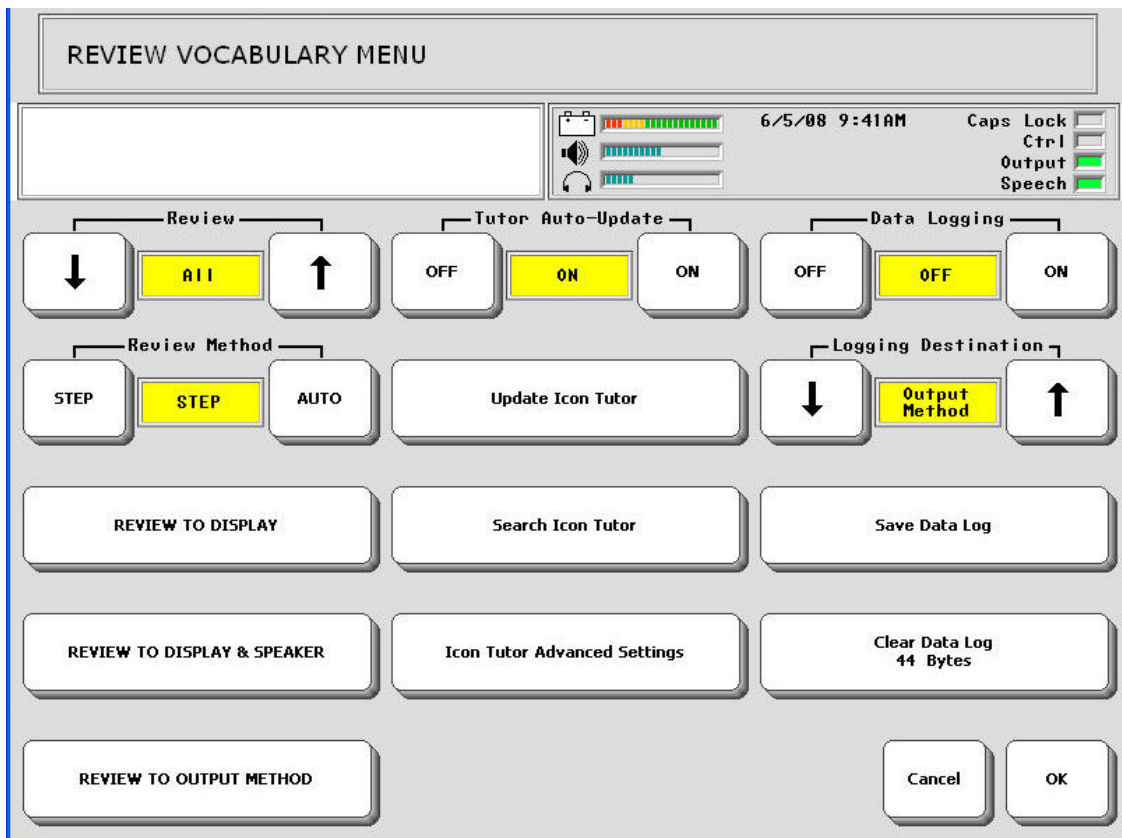 REVIEW VOCABULARY MENU
6/5/08 9:41AM
Caps Lock
Ctrl
Output
Speech
Review
All
Tutor Auto-Update
OFF
ON
ON
Data Logging
OFF
OFF
ON
Review Method
STEP
STEP
AUTO
Update Icon Tutor
Logging Destination
Output
Method
REVIEW TO DISPLAY
Search Icon Tutor
Save Data Log
REVIEW TO DISPLAY & SPEAKER
Icon Tutor Advanced Settings
Clear Data Log
44 Bytes
REVIEW TO OUTPUT METHOD
Cancel
OK